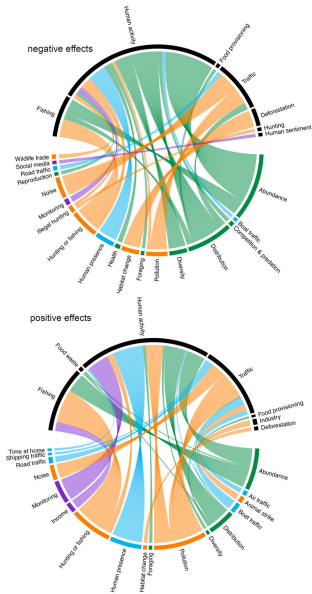 negative effects
Human activity
Food provisioning
Traffic
Deforestation
Hunting
Human sentiment
Fishing
Wildlife trade
Social media
Road traffic
Reproduction
Noise
Monitoring
Illegal hunting
Hunting or fishing
Human presence
Health
Habitat change
Foraging
Pollution
Diversity
Distribution
Competition & predation
Boat traffic
Abundance
positive effects
Human activity
Food waste
Fishing
Traffic
Food provisioning
Industry
Deforestation
Time at home
Shipping traffic
Road traffic
Noise
Monitoring
Income
Hunting or fishing
Human presence
Habitat change
Foraging
Pollution
Diversity
Distribution
Boat traffic
Animal strike
Air traffic
Abundance